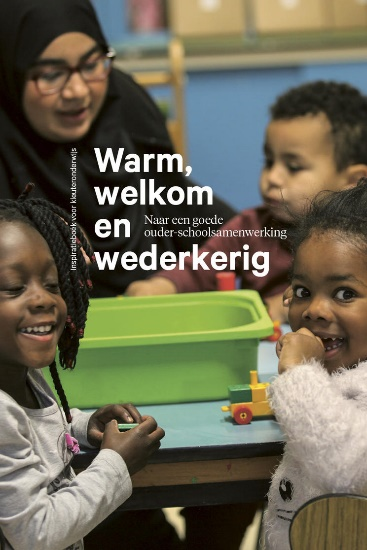 Warm,
welkom
en
wederkerig
Naar een goede
ouder-schoolsamenwerking
Inspiratieboek voor kleuteronderwijs